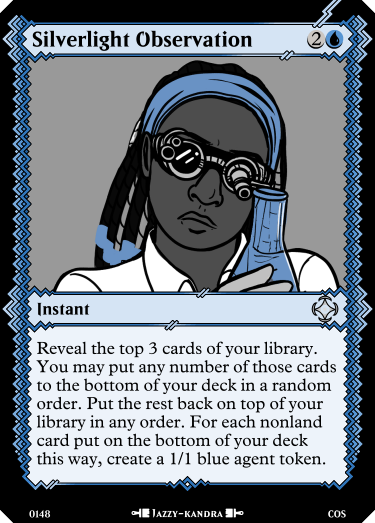 Silverlight Observation 2
Instant
Reveal the top 3 cards of your library.
You may put any number of those cards
to the bottom of your deck in a random
order. Put the rest back on top of your
library in any order. For each nonland
card put on the bottom of your deck
this way, create a 1/1 blue agent token.
0148 Jazzy-kandra COS